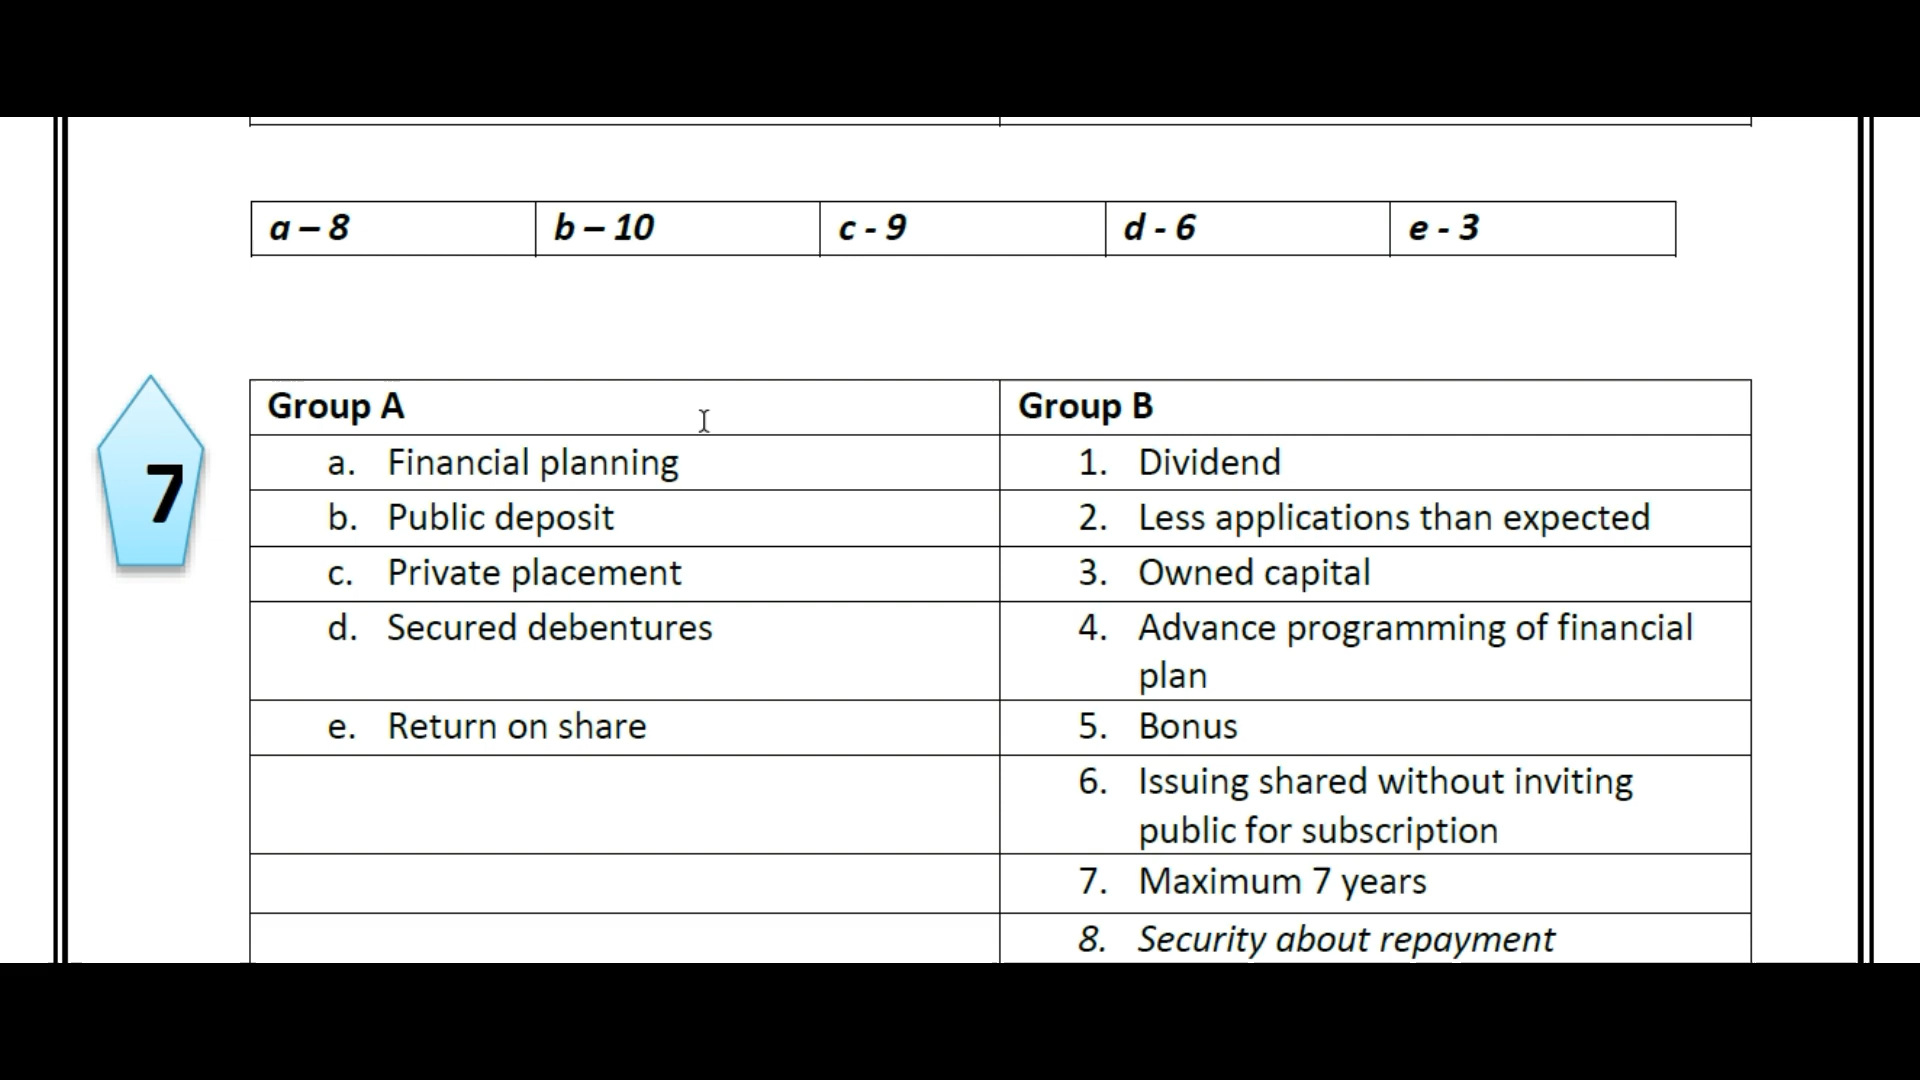 a – 8 b – 10 c - 9 d - 6 e - 3
7
Group A Group B
a. Financial planning 1. Dividend
b. Public deposit 2. Less applications than expected
c. Private placement 3. Owned capital
d. Secured debentures 4. Advance programming of financial
plan
e. Return on share 5. Bonus
6. Issuing shared without inviting
public for subscription
7. Maximum 7 years
8. Security about repayment